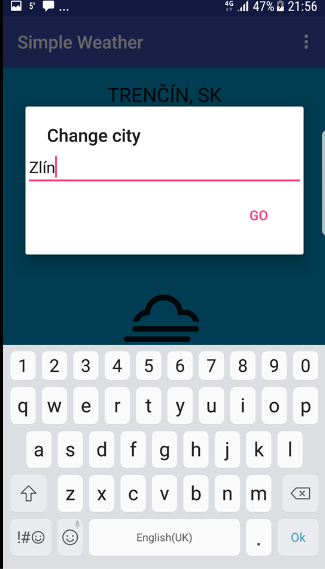 5° ... 4G 47% 21:56
Simple Weather
TRENČÍN, SK
Change city
Zlín
GO
1 2 3 4 5 6 7 8 9 0
q w e r t y u i o p
a s d f g h j k l
z x c v b n m
!#☺ English(UK) . Ok